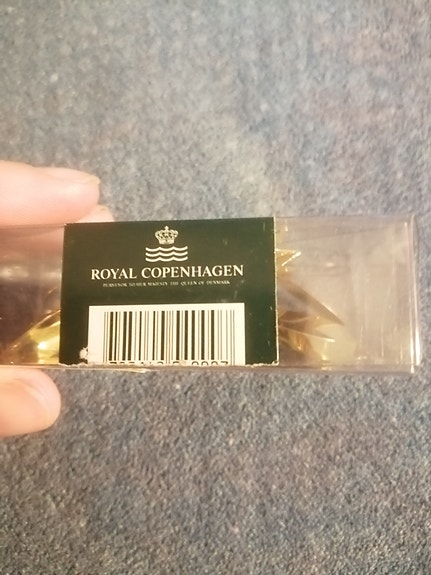 ROYAL COPENHAGEN
PURVEYOR TO HER MAJESTY THE QUEEN OF DENMARK